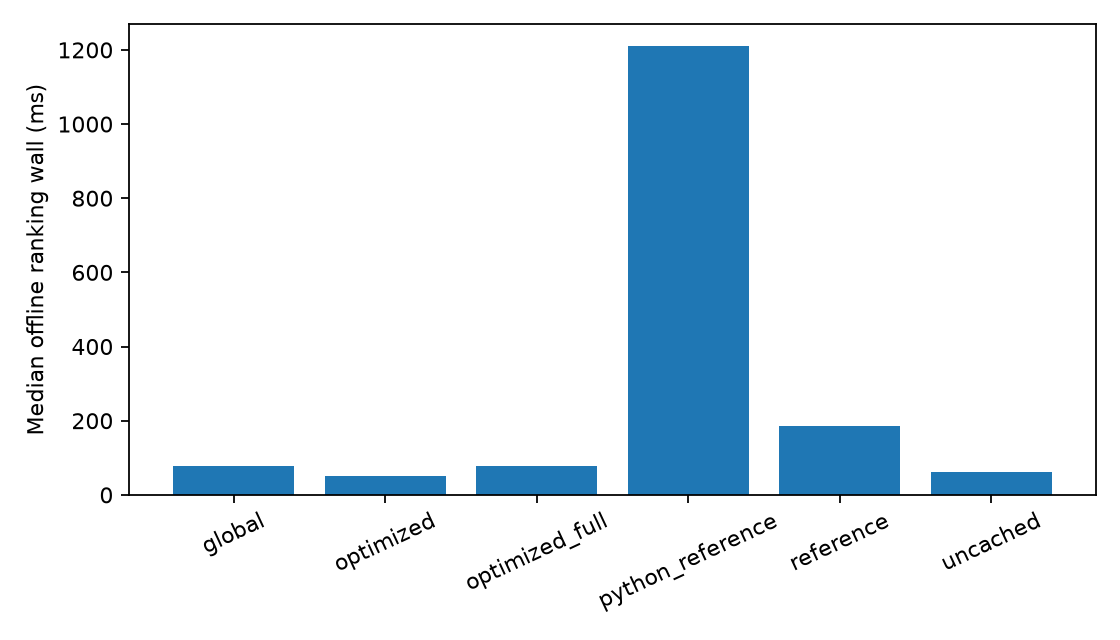 Median offline ranking wall (ms)
1200
1000
800
600
400
200
0
global
optimized
optimized_full
python_reference
reference
uncached